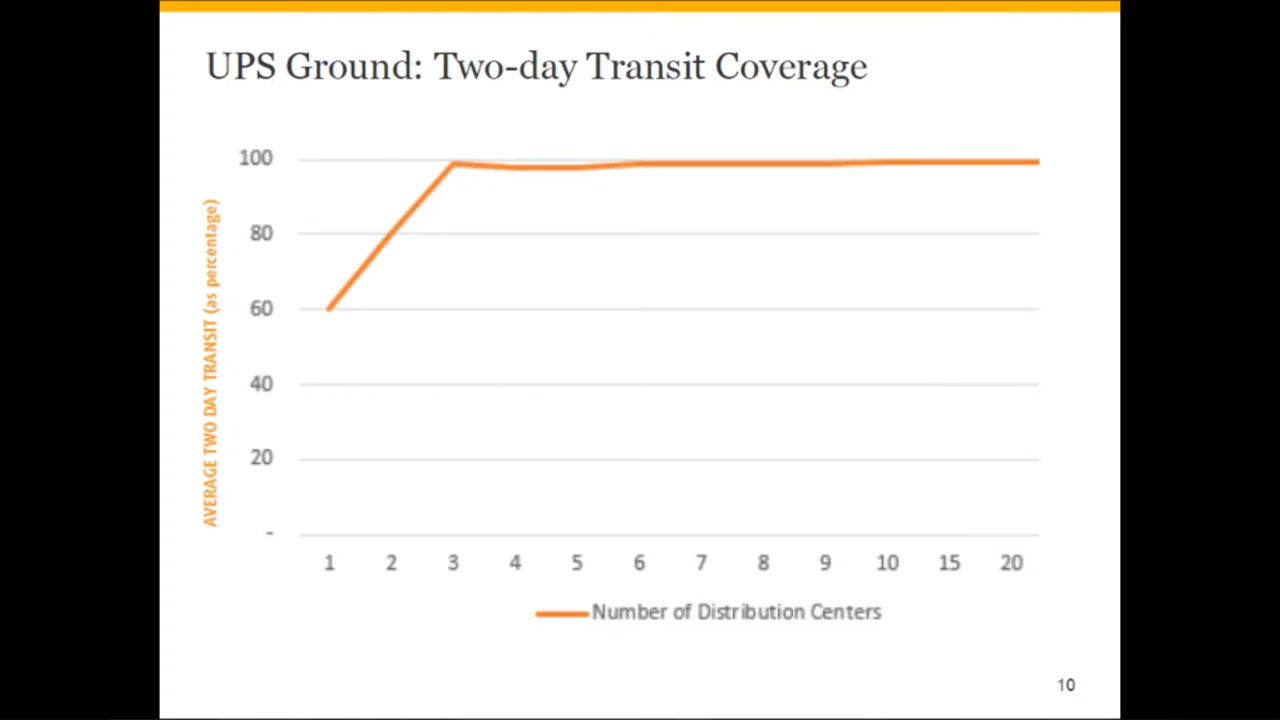 UPS Ground: Two-day Transit Coverage
AVERAGE TWO DAY TRANSIT (as percentage)
100
80
60
40
20
-
1 2 3 4 5 6 7 8 9 10 15 20
Number of Distribution Centers
10